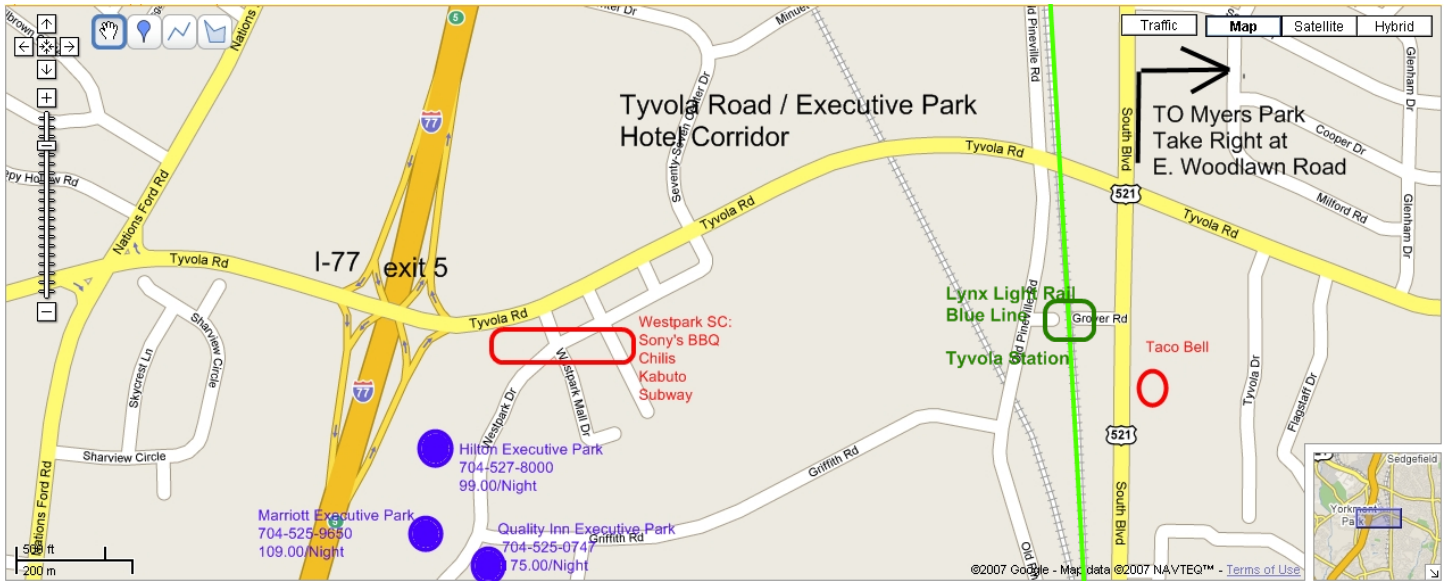 Traffic
Map
Satellite
Hybrid
5
Nations
Minue
ld Pineville Rd
Glenham Dr
77
Seventy-Seven Center Dr
Tyvola Road / Executive Park
Hotel Corridor
TO Myers Park
Take Right at
E. Woodlawn Road
South Blvd
Cooper Dr
Tyvola Rd
Nations Ford Rd
521
Milford Rd
Glenham Dr
Tyvola Rd
Tyvola Rd
Tyvola Rd
I-77
exit 5
Lynx Light Rail
Blue Line
Tyvola Station
Grover Rd
Old Pineville Rd
Tyvola Rd
Westpark SC:
Sony's BBQ
Chilis
Kabuto
Subway
Taco Bell
Skycrest Ln
Sharview Circle
77
Westpark Dr
Westpark Mall Dr
Tyvola Dr
Flagstaff Dr
521
Sharview Circle
Hilton Executive Park
704-527-8000
99.00/Night
Griffith Rd
Sedgefield
Yorkmont
Park
Nations Ford Rd
Marriott Executive Park
704-525-9650
109.00/Night
5
Quality Inn Executive Park
704-525-0747
75.00/Night
Griffith Rd
South Blvd
500 ft
200 m
©2007 Google - Map data ©2007 NAVTEQ™ - Terms of Use